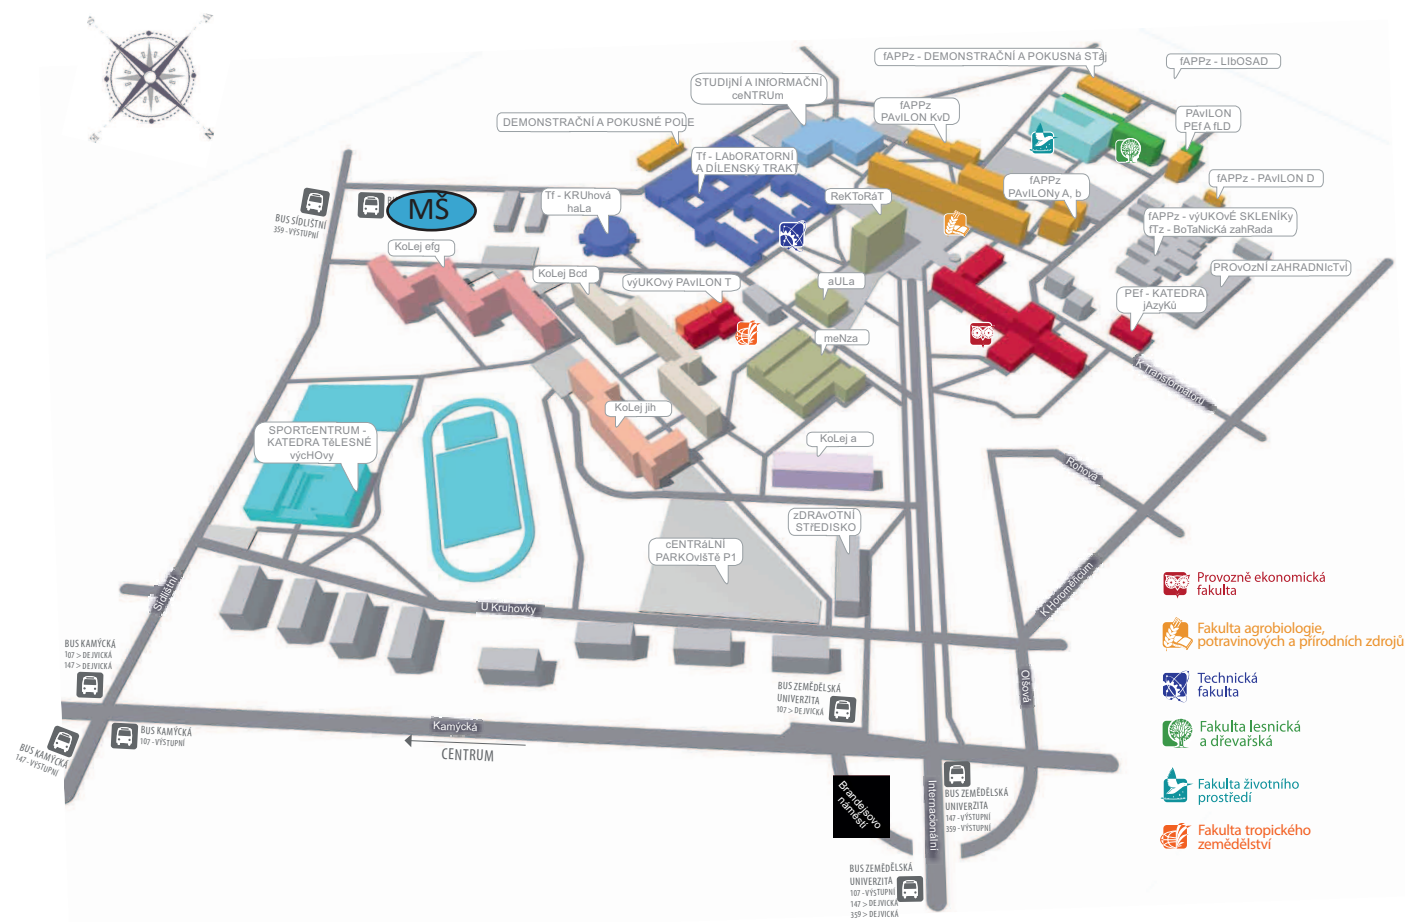 S
N
fAPPz - DEMONSTRAČNÍ A POKUSNá STáj
fAPPz - LIbOSAD
STUDIjNÍ A INfORMAČNÍ
ceNTRUm
fAPPz
PAvILON KvD
PAvILON
PEf A fLD
DEMONSTRAČNÍ A POKUSNÉ POLE
Tf - LAbORATORNÍ
A DÍLENSKý TRAKT
fAPPz
PAvILONy A, b
fAPPz - PAvILON D
Tf - KRUhová
haLa
ReKToRáT
fAPPz - výUKOvĚ SKLENÍKy
fTz - BoTaNicKá zahRada
BUS SÍDLIŠTNÍ
359 - VÝSTUPNÍ
MŠ
KoLej efg
KoLej Bcd
výUKOvý PAvILON T
aULa
PROvOzNÍ zAHRADNIcTvÍ
PEf - KATEDRA
jAzyKů
meNza
K Transformátoru
KoLej jih
SPORTcENTRUM -
KATEDRA TěLESNÉ
výcHOvy
KoLej a
Rohová
zDRAvOTNÍ
STřEDISKO
cENTRáLNÍ
PARKOvIšTě P1
K Horoměřicům
Sídlištní
U Kruhovky
Provozně ekonomická
fakulta
Fakulta agrobiologie,
potravinových a přírodních zdrojů
Technická
fakulta
Fakulta lesnická
a dřevařská
Fakulta životního
prostředí
Fakulta tropického
zemědělství
BUS KAMÝCKÁ
107 > DEJVICKÁ
147 > DEJVICKÁ
BUS ZEMĚDĚLSKÁ
UNIVERZITA
107 > DEJVICKÁ
Olšová
BUS KAMÝCKÁ
107 - VÝSTUPNÍ
BUS KAMÝCKÁ
147 - VÝSTUPNÍ
Kamýcká
CENTRUM
Brandejsovo
náměstí
Internacionální
BUS ZEMĚDĚLSKÁ
UNIVERZITA
147 - VÝSTUPNÍ
359 - VÝSTUPNÍ
BUS ZEMĚDĚLSKÁ
UNIVERZITA
107 - VÝSTUPNÍ
147 > DEJVICKÁ
359 > DEJVICKÁ